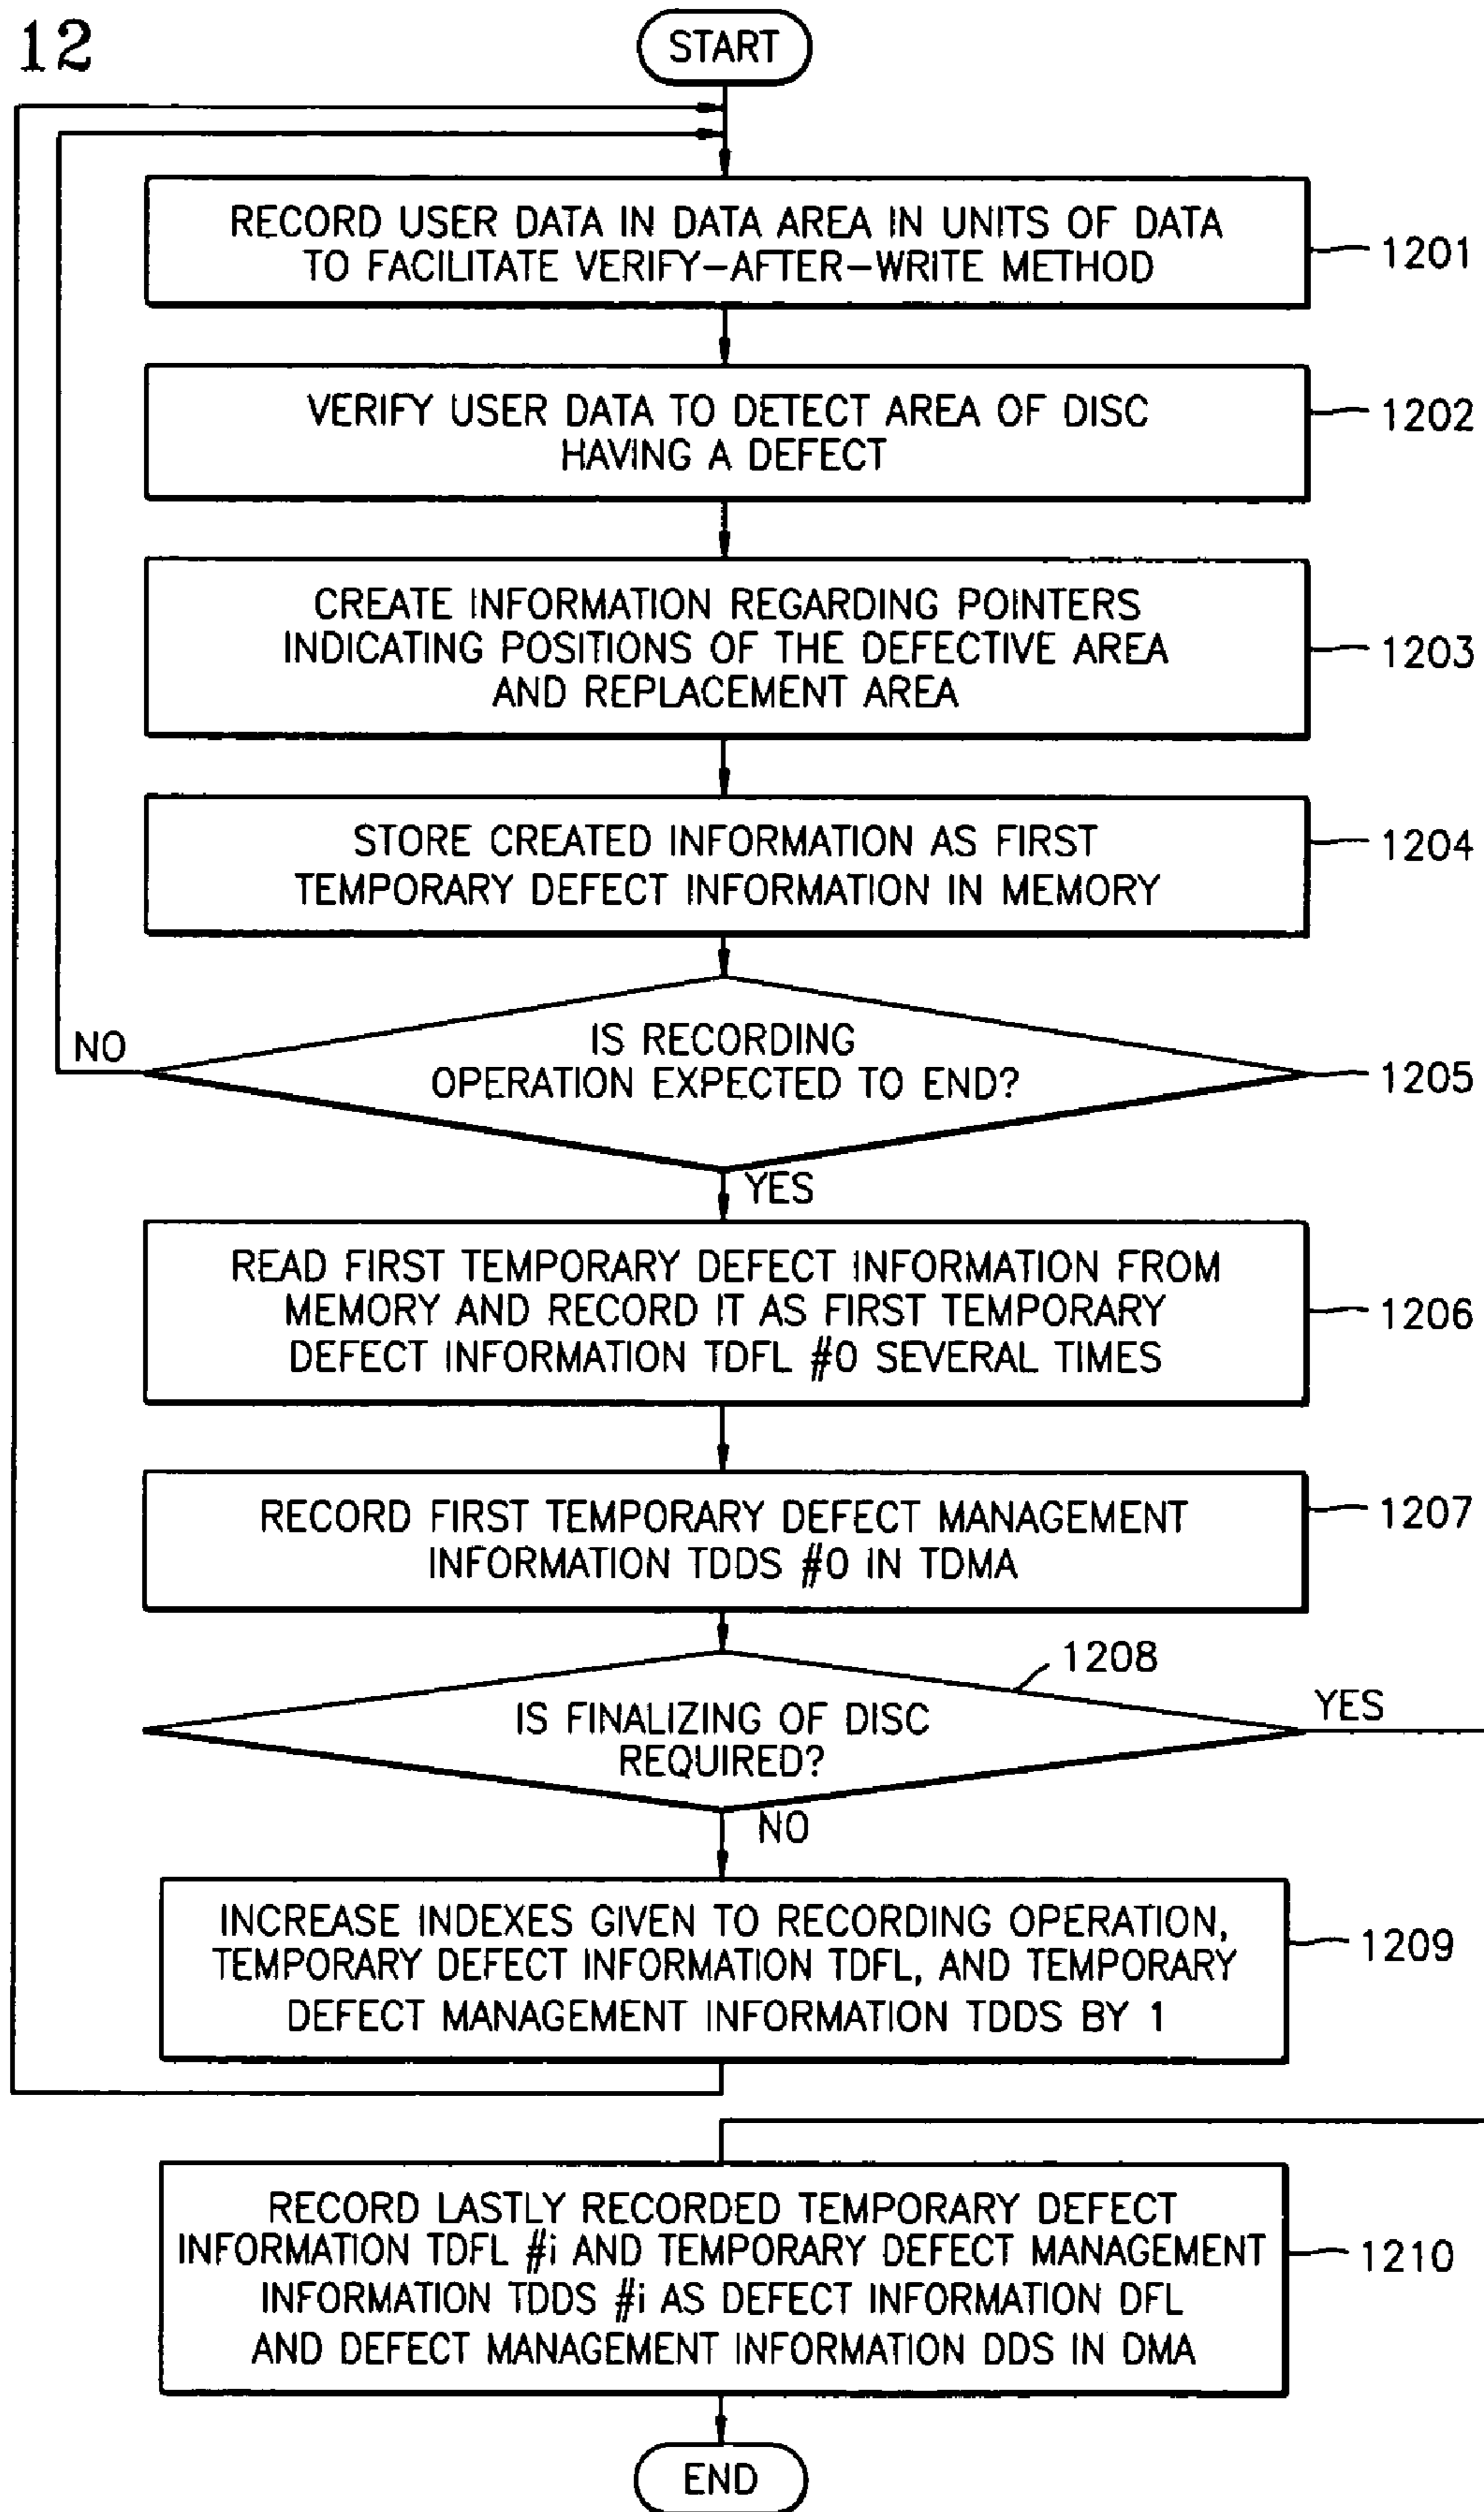 12
START
RECORD USER DATA IN DATA AREA IN UNITS OF DATA
TO FACILITATE VERIFY-AFTER-WRITE METHOD
1201
VERIFY USER DATA TO DETECT AREA OF DISC
HAVING A DEFECT
1202
CREATE INFORMATION REGARDING POINTERS
INDICATING POSITIONS OF THE DEFECTIVE AREA
AND REPLACEMENT AREA
1203
STORE CREATED INFORMATION AS FIRST
TEMPORARY DEFECT INFORMATION IN MEMORY
1204
NO
IS RECORDING
OPERATION EXPECTED TO END?
1205
YES
READ FIRST TEMPORARY DEFECT INFORMATION FROM
MEMORY AND RECORD IT AS FIRST TEMPORARY
DEFECT INFORMATION TDFL #0 SEVERAL TIMES
1206
RECORD FIRST TEMPORARY DEFECT MANAGEMENT
INFORMATION TDDS #0 IN TDMA
1207
1208
IS FINALIZING OF DISC
REQUIRED?
YES
NO
INCREASE INDEXES GIVEN TO RECORDING OPERATION,
TEMPORARY DEFECT INFORMATION TDFL, AND TEMPORARY
DEFECT MANAGEMENT INFORMATION TDDS BY 1
1209
RECORD LASTLY RECORDED TEMPORARY DEFECT
INFORMATION TDFL #i AND TEMPORARY DEFECT MANAGEMENT
INFORMATION TDDS #i AS DEFECT INFORMATION DFL
AND DEFECT MANAGEMENT INFORMATION DDS IN DMA
1210
END